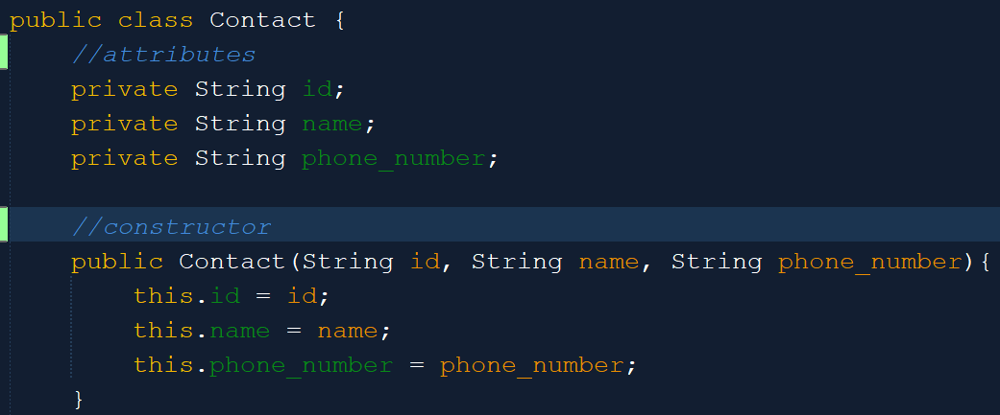 public class Contact {
//attributes
private String id;
private String name;
private String phone_number;
//constructor
public Contact(String id, String name, String phone_number){
this.id = id;
this.name = name;
this.phone_number = phone_number;
}